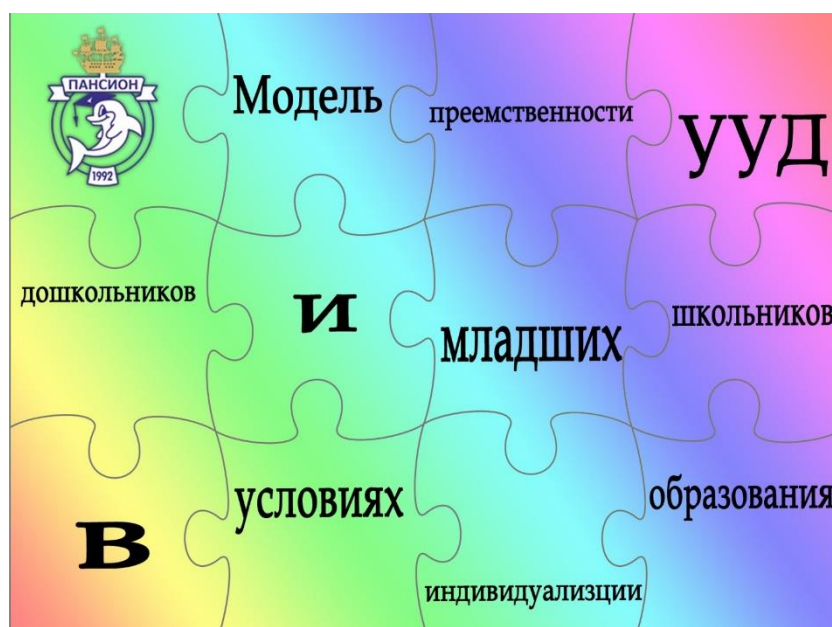 ПАНСИОН
1992
Модель
преемственности
УУД
дошкольников
и
младших
школьников
в
условиях
индивидуализции
образования